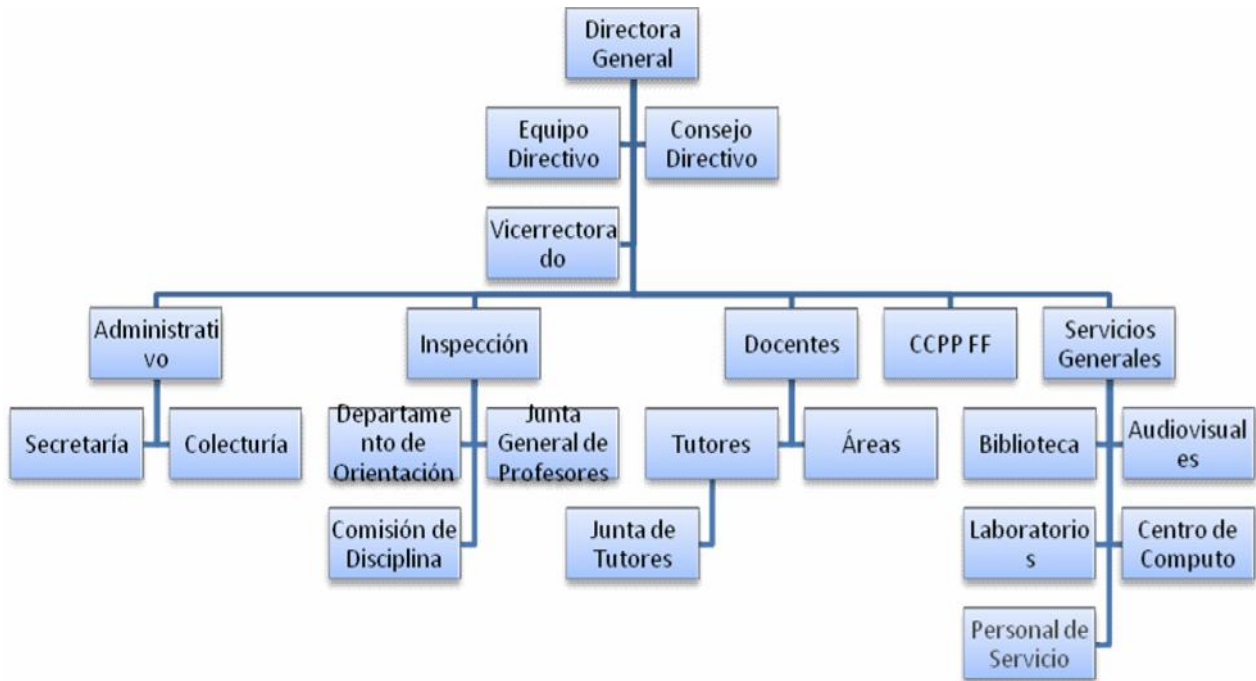 Directora
General
Equipo
Directivo
Consejo
Directivo
Vicerrectora
do
Administrati
vo
Inspección
Docentes
CCPP FF
Servicios
Generales
Secretaría
Colecturía
Departame
nto de
Orientación
Junta
General de
Profesores
Tutores
Áreas
Biblioteca
Audiovisual
es
Comisión de
Disciplina
Junta de
Tutores
Laboratorio
s
Centro de
Computo
Personal de
Servicio